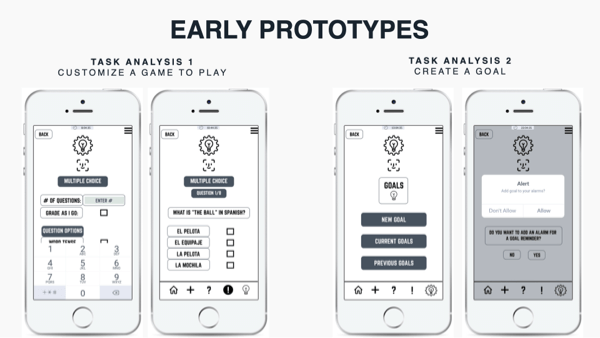 EARLY PROTOTYPES
TASK ANALYSIS 1
CUSTOMIZE A GAME TO PLAY
TASK ANALYSIS 2
CREATE A GOAL
BACK
MULTIPLE CHOICE
# OF QUESTIONS:
ENTER #
GRADE AS I GO:
QUESTION OPTIONS
1
2
3
4
5
6
7
8
9
0
BACK
MULTIPLE CHOICE
QUESTION 1/8
WHAT IS "THE BALL" IN SPANISH?
EL PELOTA
EL EQUIPAJE
LA PELOTA
LA MOCHILA
BACK
GOALS
NEW GOAL
CURRENT GOALS
PREVIOUS GOALS
BACK
Alert
Add goal to your alarms?
Don't Allow
Allow
DO YOU WANT TO ADD AN ALARM FOR
A GOAL REMINDER?
NO
YES